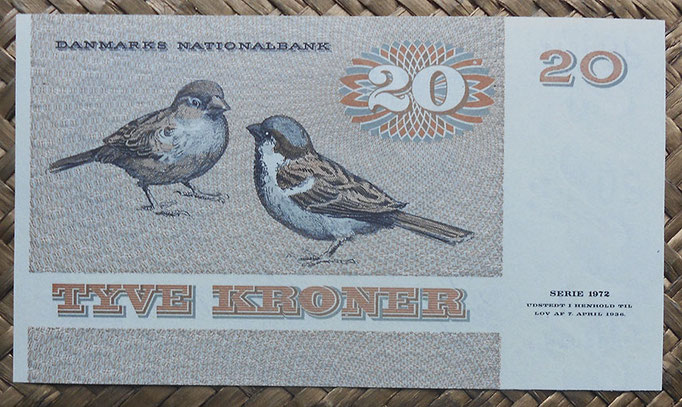 DANMARKS NATIONALBANK
20
20
TYVE KRONER
SERIE 1972
UDSTEDT I HENHOLD TIL
LOV AF 7. APRIL 1936.